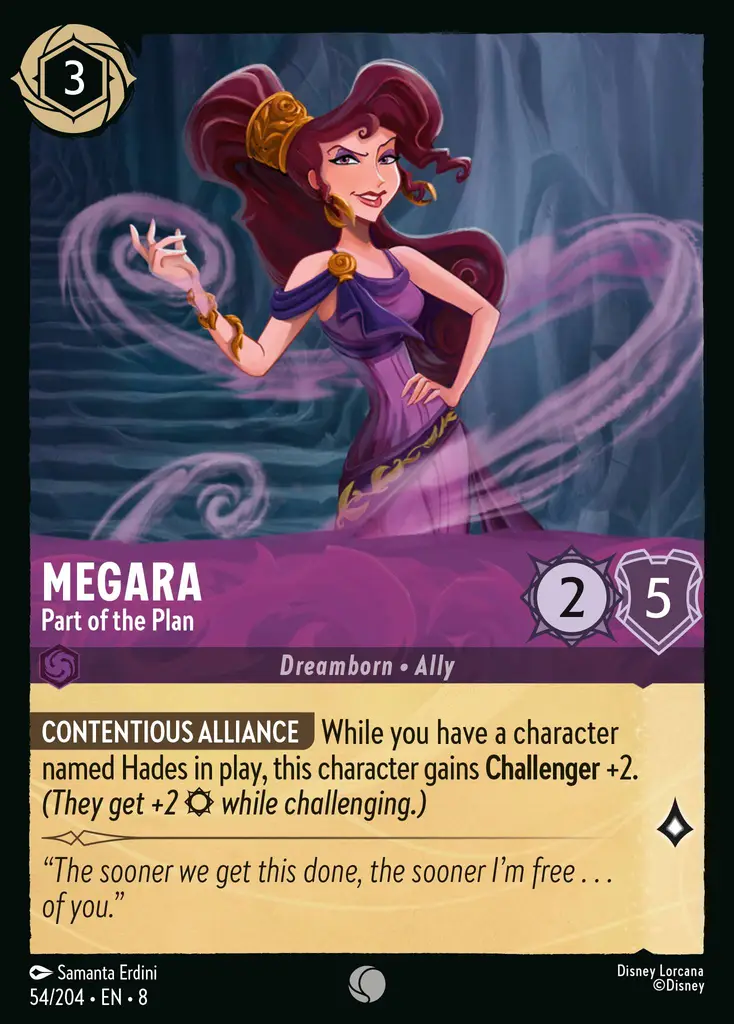 3
MEGARA
Part of the Plan
2
5
Dreamborn • Ally
CONTENTIOUS ALLIANCE While you have a character
named Hades in play, this character gains Challenger +2.
(They get +2 while challenging.)
“The sooner we get this done, the sooner I’m free . . .
of you.”
Samanta Erdini
54/204 • EN • 8
Disney Lorcana
©Disney